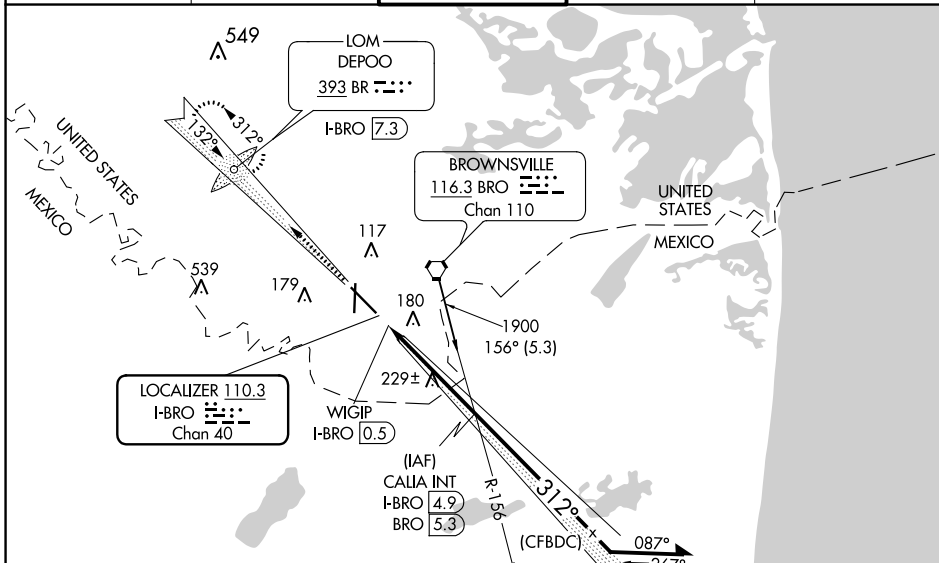 549
LOM
DEPOO
393 BR
I-BRO 7.3
312°
132°
UNITED STATES
MEXICO
BROWNSVILLE
116.3 BRO
Chan 110
UNITED
STATES
MEXICO
117
539
179
180
1900
156° (5.3)
229±
LOCALIZER 110.3
I-BRO
Chan 40
WIGIP
I-BRO 0.5
(IAF)
CALIA INT
I-BRO 4.9
BRO 5.3
R-156
312°
(CFBDC)
087°
267°